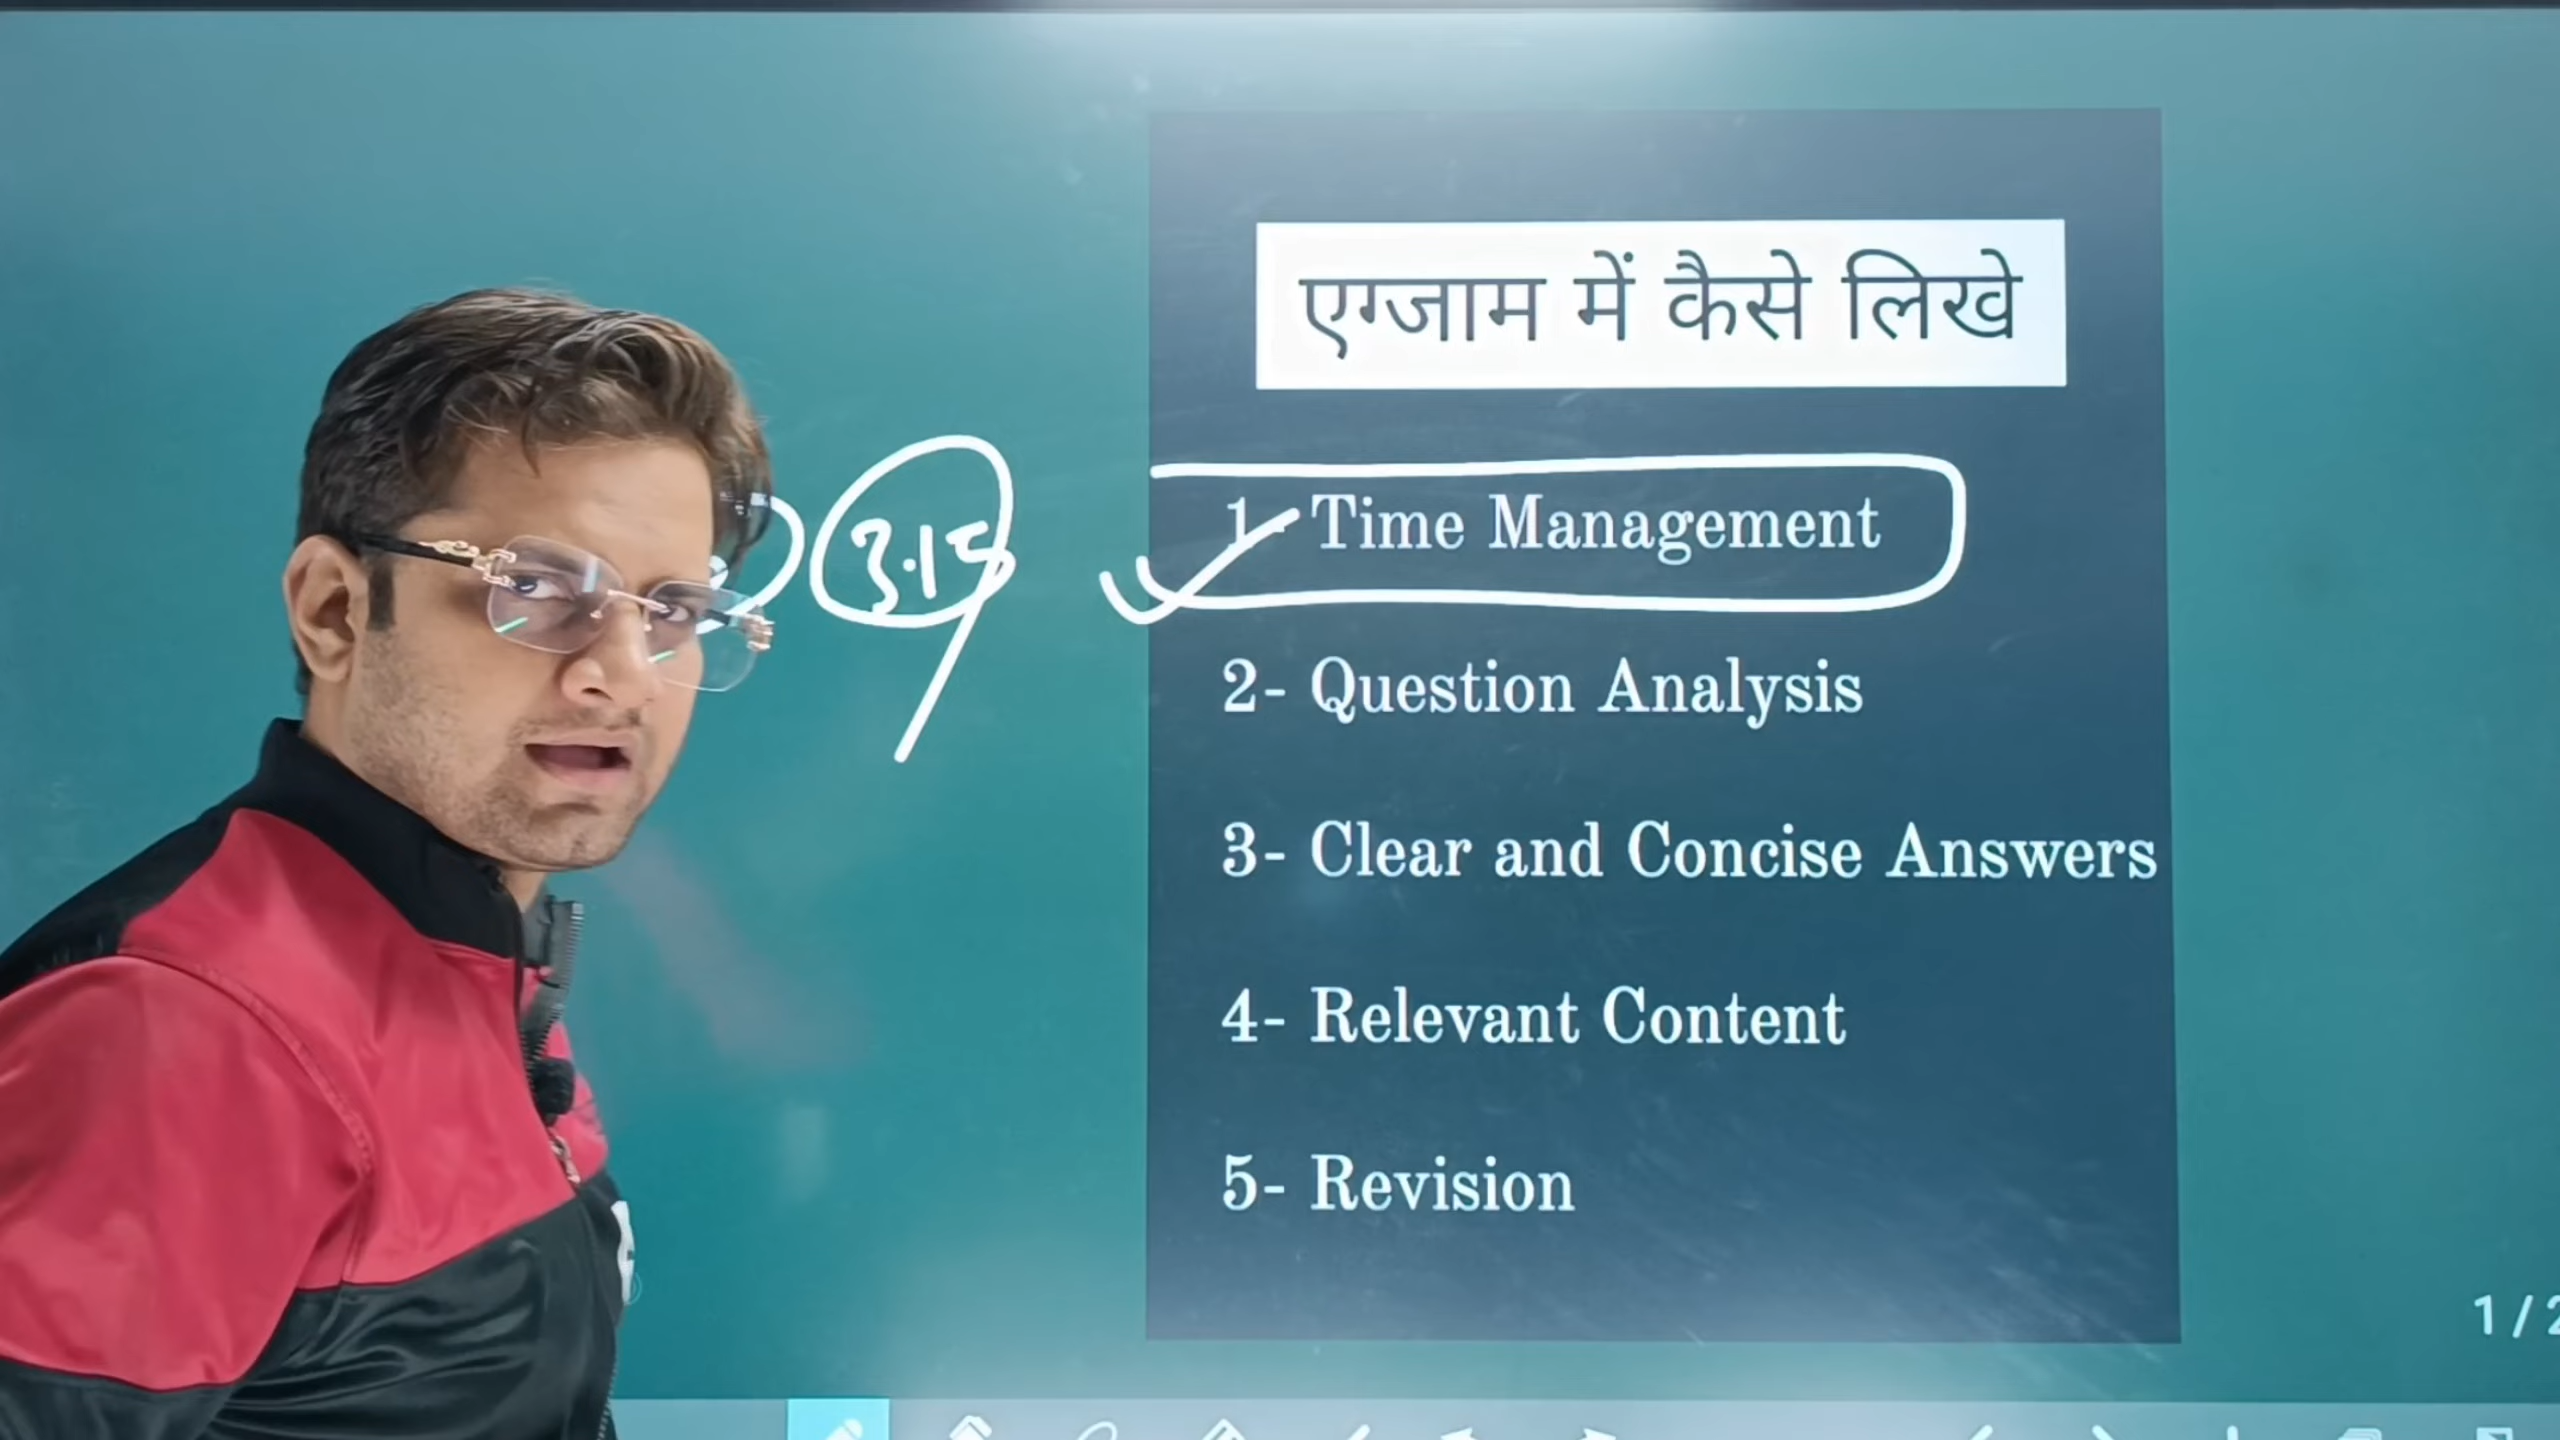 एग्जाम में कैसे लिखे
3.15
1- Time Management
2- Question Analysis
3- Clear and Concise Answers
4- Relevant Content
5- Revision